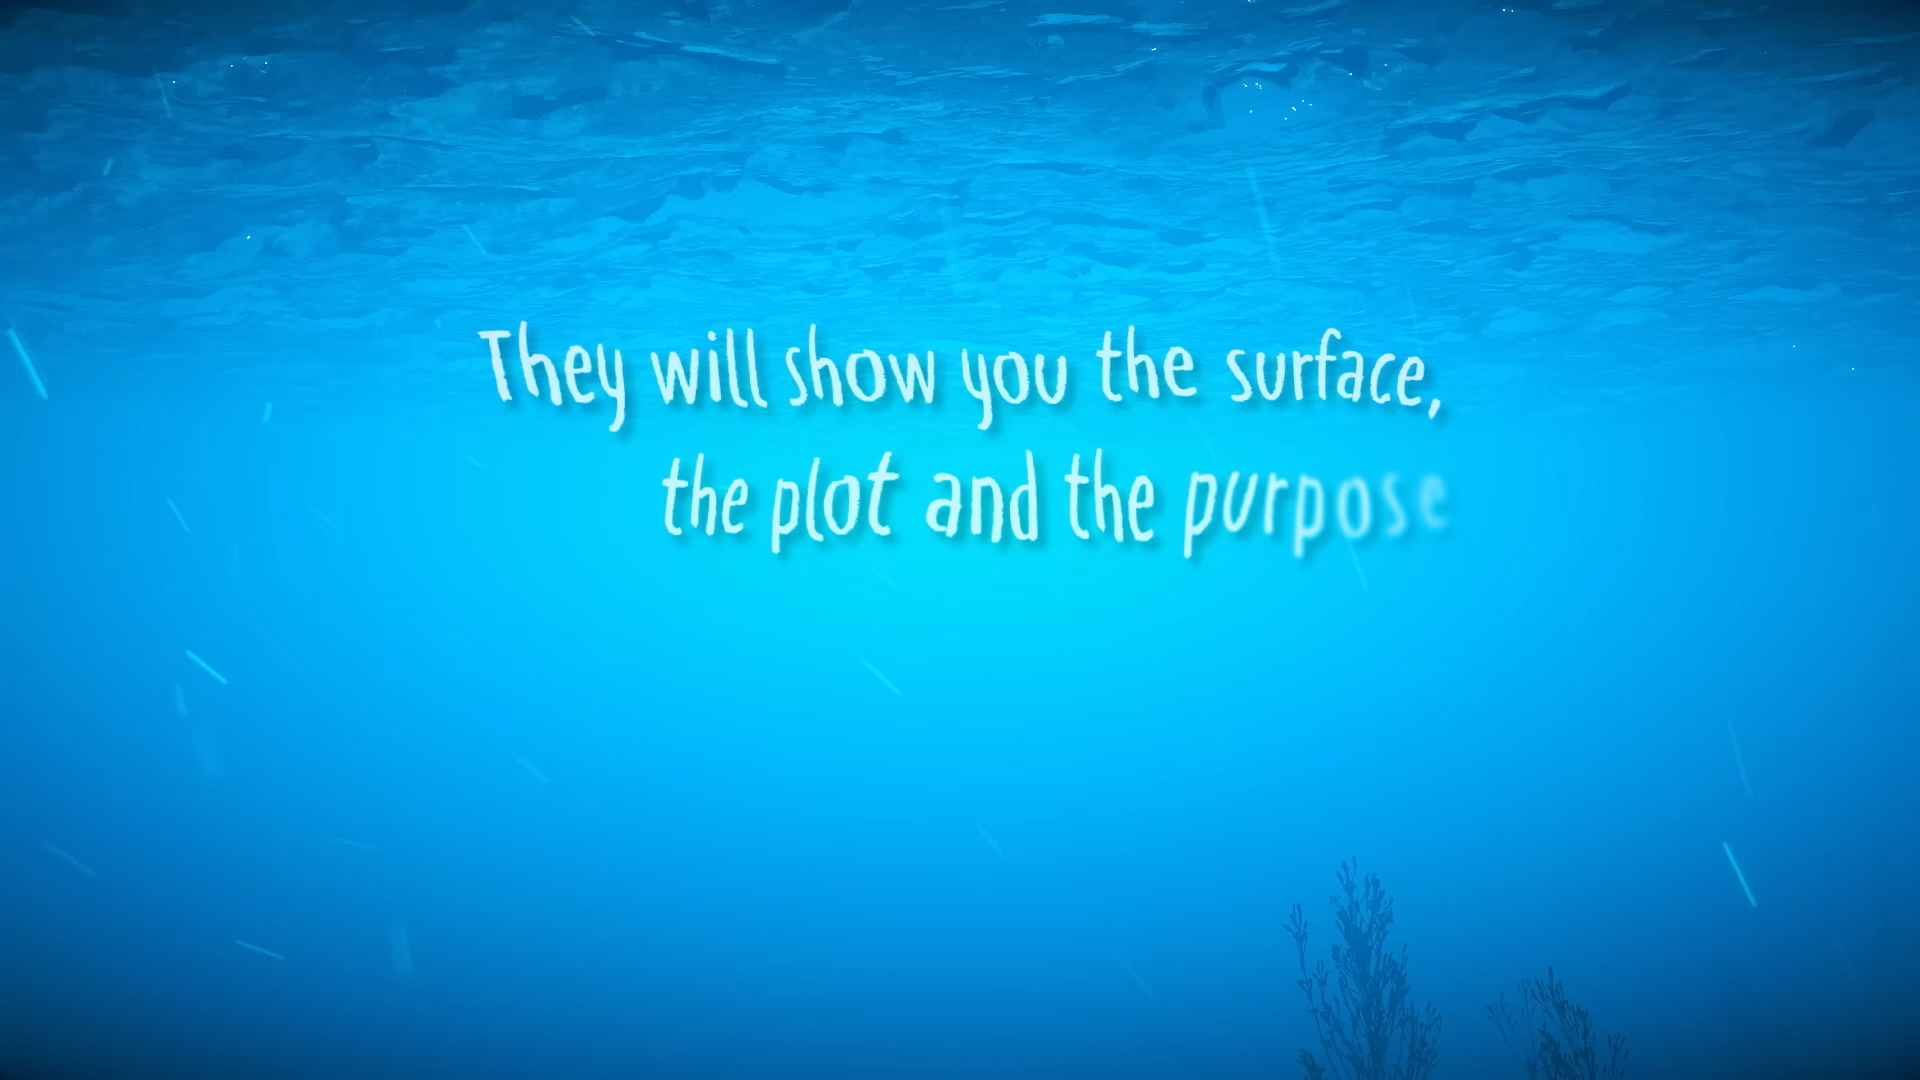 They will show you the surface,
the plot and the purpose